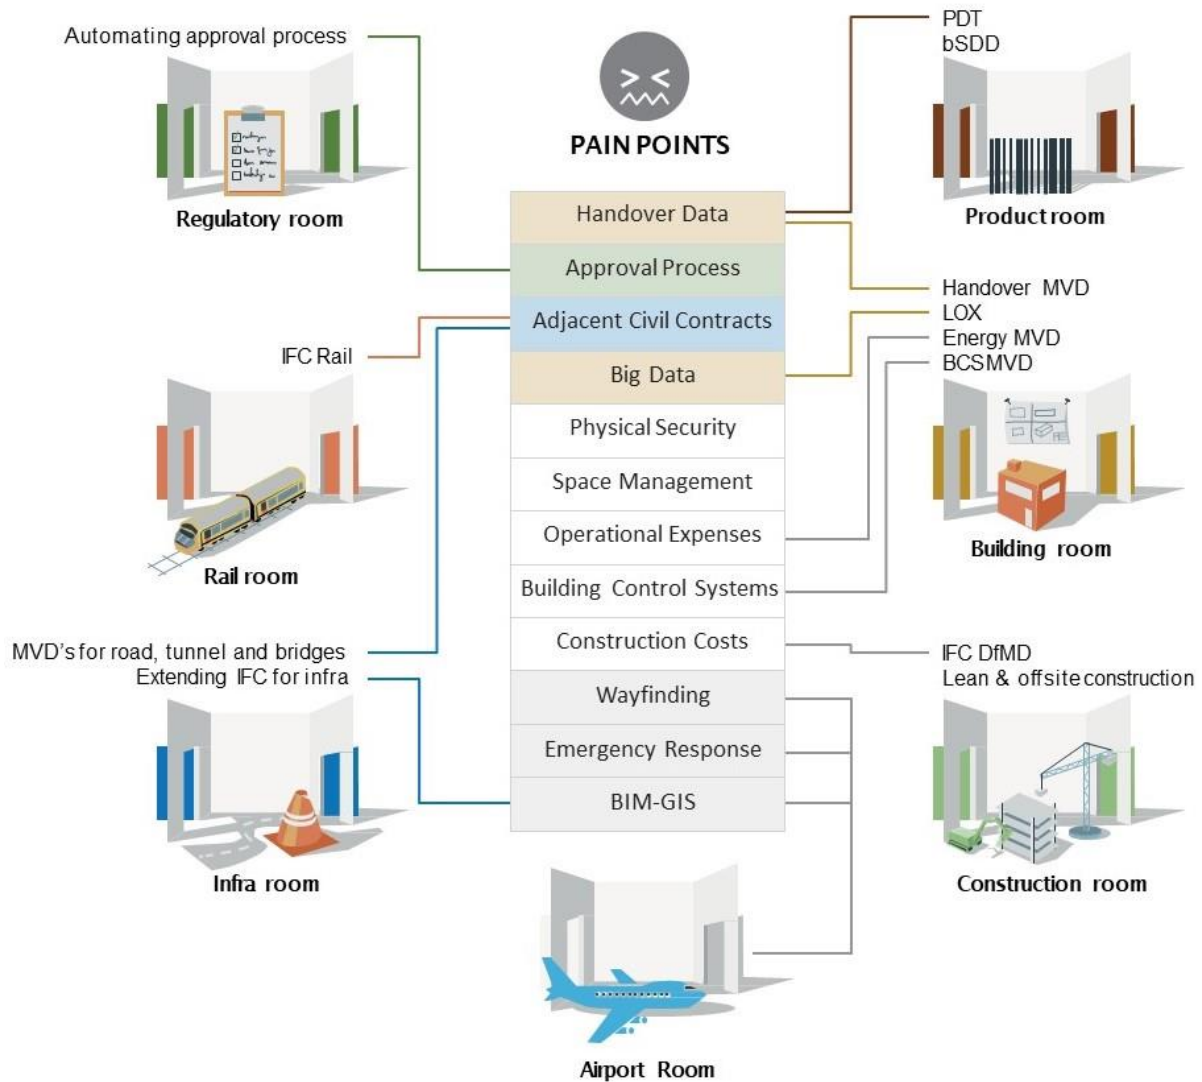 Automating approval process
Regulatory room
IFC Rail
Rail room
MVD's for road, tunnel and bridges
Extending IFC for infra
Infra room
PAIN POINTS
Handover Data
Approval Process
Adjacent Civil Contracts
Big Data
Physical Security
Space Management
Operational Expenses
Building Control Systems
Construction Costs
Wayfinding
Emergency Response
BIM-GIS
Airport Room
PDT
bSDD
Product room
Handover MVD
LOX
Energy MVD
BCSMVD
Building room
IFC DfMD
Lean & offsite construction
Construction room